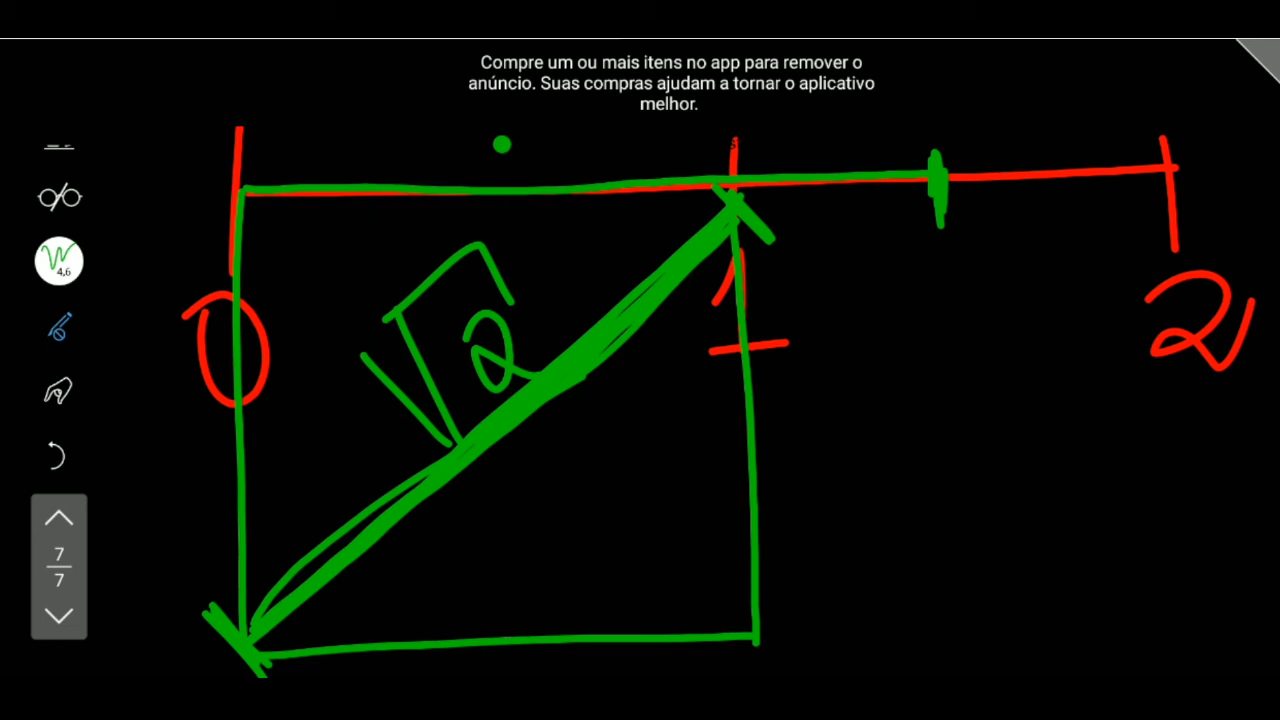 Compre um ou mais itens no app para remover o
anúncio. Suas compras ajudam a tornar o aplicativo
melhor.
4,6
0
1
2
√2
7
7